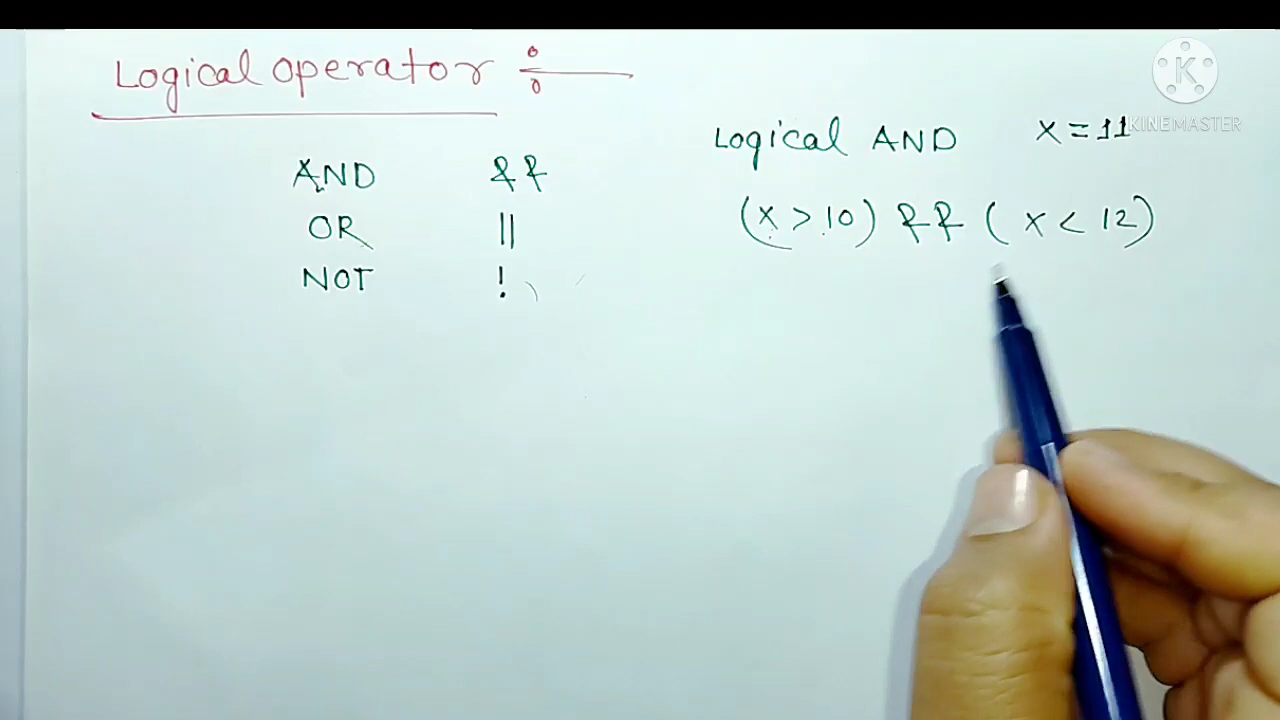 Logical operator :
AND &&
OR ||
NOT !
Logical AND x = 11
(x > 10) && (x < 12)
K
KINEMASTER